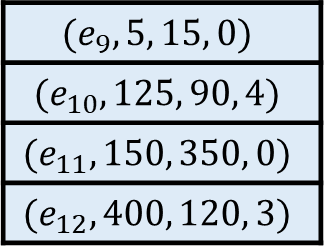 (e₉, 5, 15, 0)
(e₁₀, 125, 90, 4)
(e₁₁, 150, 350, 0)
(e₁₂, 400, 120, 3)